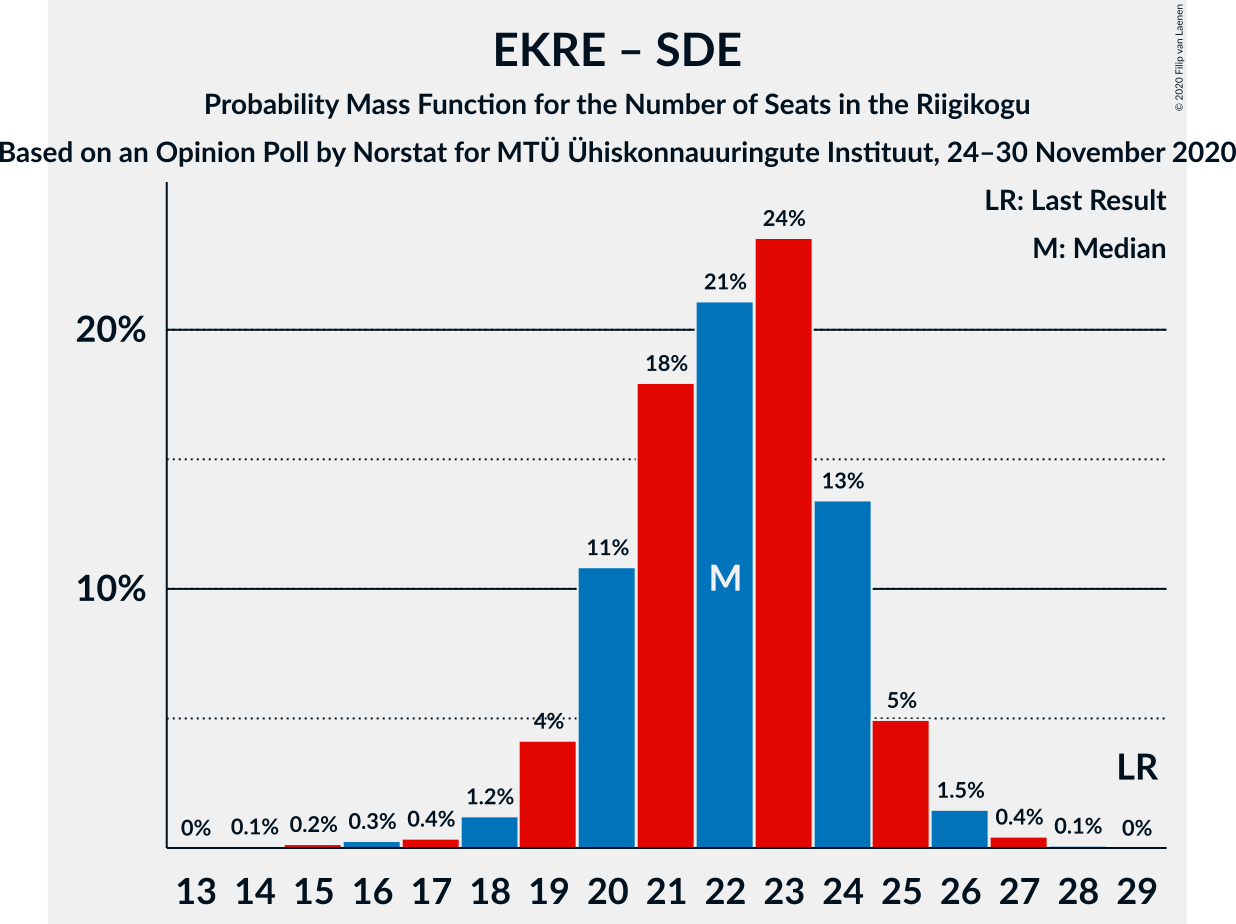 EKRE – SDE
Probability Mass Function for the Number of Seats in the Riigikogu
Based on an Opinion Poll by Norstat for MTÜ Ühiskonnauuringute Instituut, 24–30 November 2020
© 2020 Filip van Laenen
LR: Last Result
M: Median
24%
21%
20%
18%
13%
11%
M
10%
5%
4%
LR
1.2%
1.5%
0% 0.1% 0.2% 0.3% 0.4% 0.4% 0.1% 0%
13 14 15 16 17 18 19 20 21 22 23 24 25 26 27 28 29